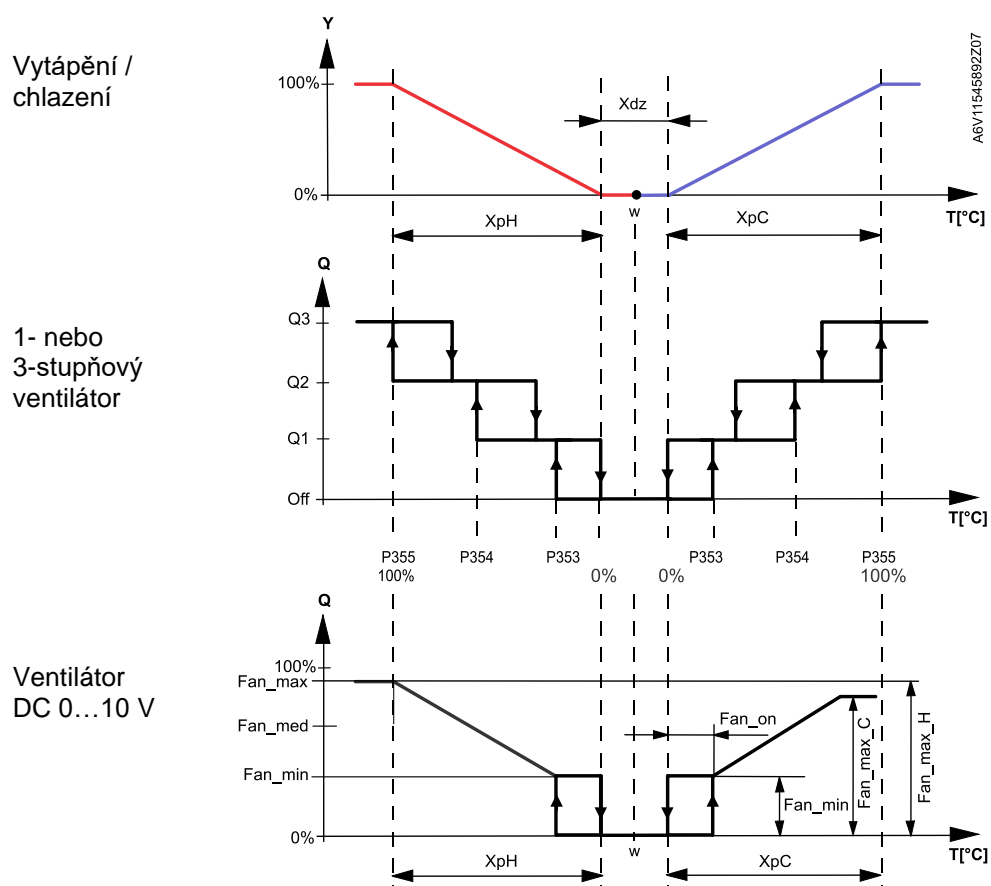 Vytápění /
chlazení
Y
100%
0%
Xdz
w
T[°C]
XpH
XpC
A6V11545892Z07
1- nebo
3-stupňový
ventilátor
Q
Q3
Q2
Q1
Off
T[°C]
P355
100%
P354
P353
0%
0%
P353
P354
P355
100%
Ventilátor
DC 0…10 V
Q
100%
Fan_max
Fan_med
Fan_min
0%
Fan_on
Fan_min
Fan_max_C
Fan_max_H
w
T[°C]
XpH
XpC